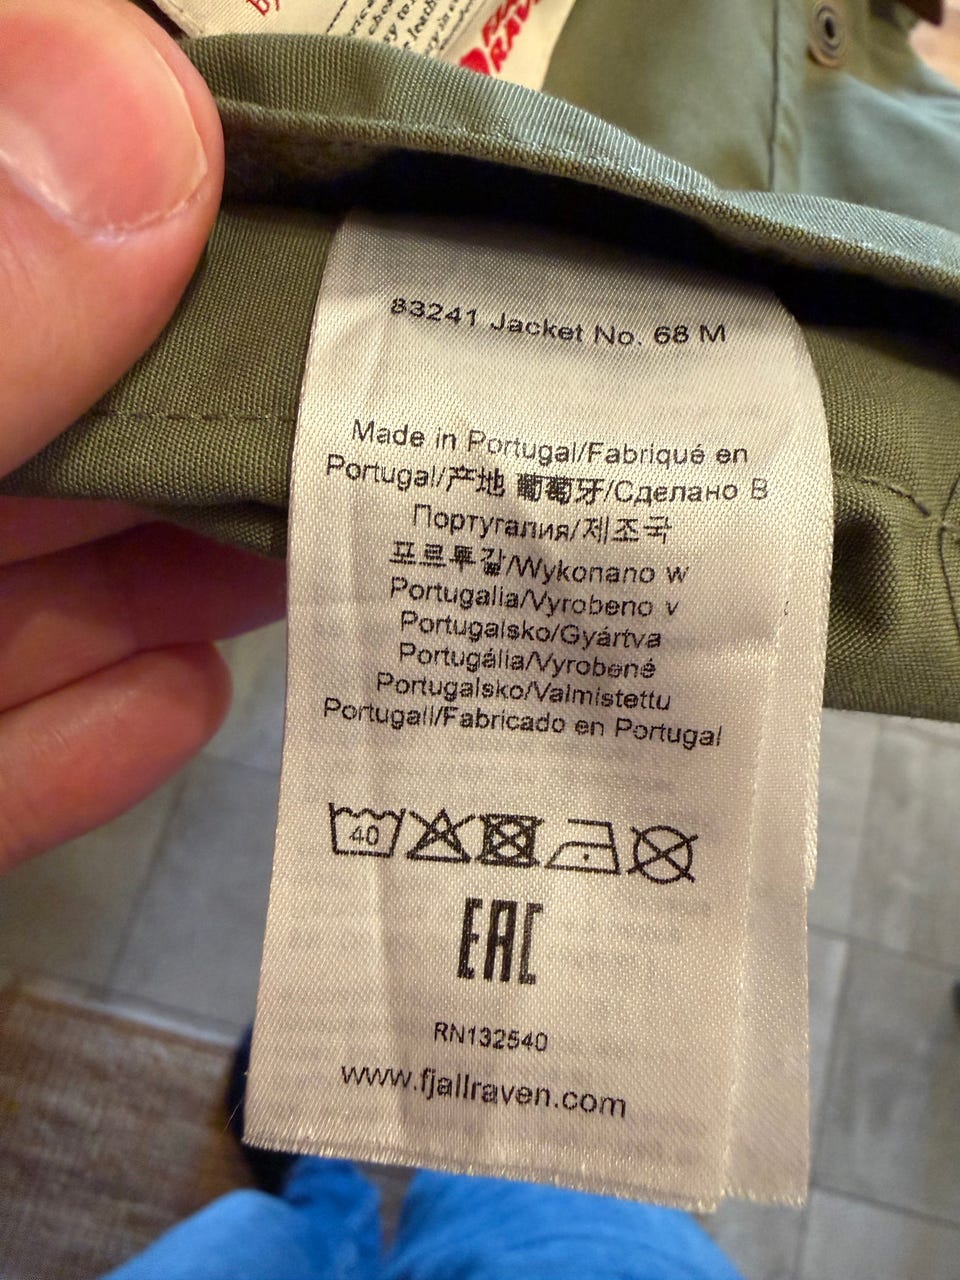 83241 Jacket No. 68 M
Made in Portugal/Fabriqué en
Portugal/产地 葡萄牙/Сделано В
Португалия/제조국
포르투갈/Wykonano w
Portugalia/Vyrobeno v
Portugalsko/Gyártva
Portugália/Vyrobené
Portugalsko/Valmistettu
Portugali/Fabricado en Portugal
40
EAC
RN132540
www.fjallraven.com